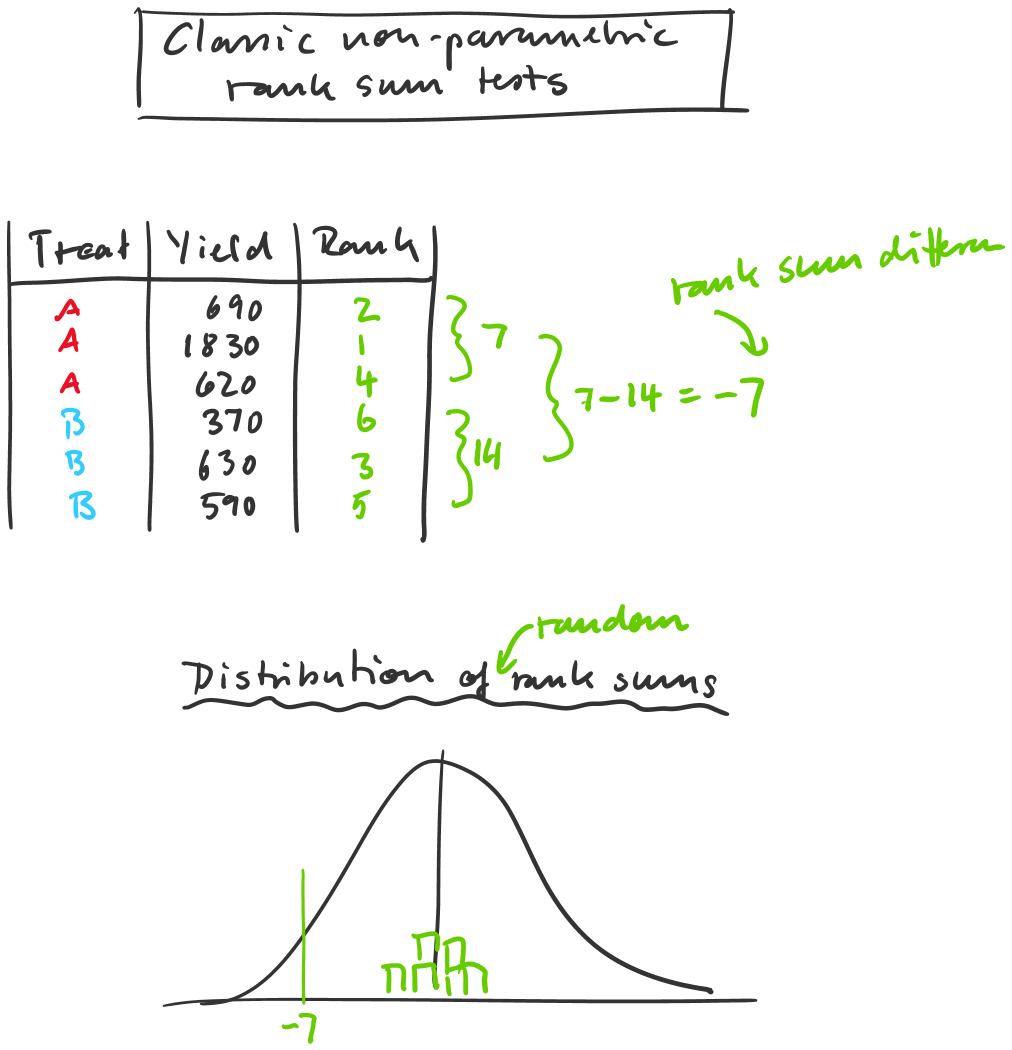 Classic non-parametric
rank sum tests
Treat Yield Rank
A 690 2
A 1830 1
A 620 4
B 370 6
B 630 3
B 590 5
7
14
7-14 = -7
rank sum differen
random
Distribution of rank sums
-7